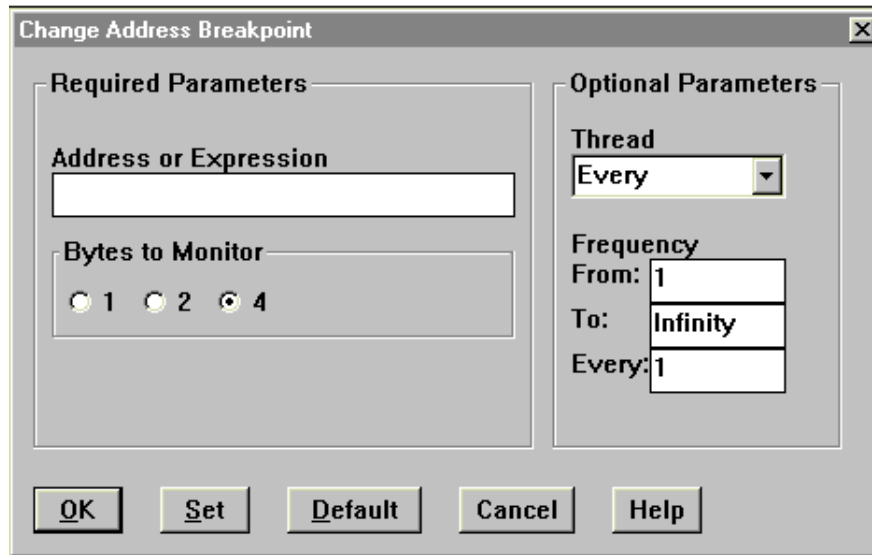 Change Address Breakpoint
Required Parameters
Address or Expression
Bytes to Monitor
1 2 4
Optional Parameters
Thread
Every
Frequency
From: 1
To: Infinity
Every: 1
OK Set Default Cancel Help